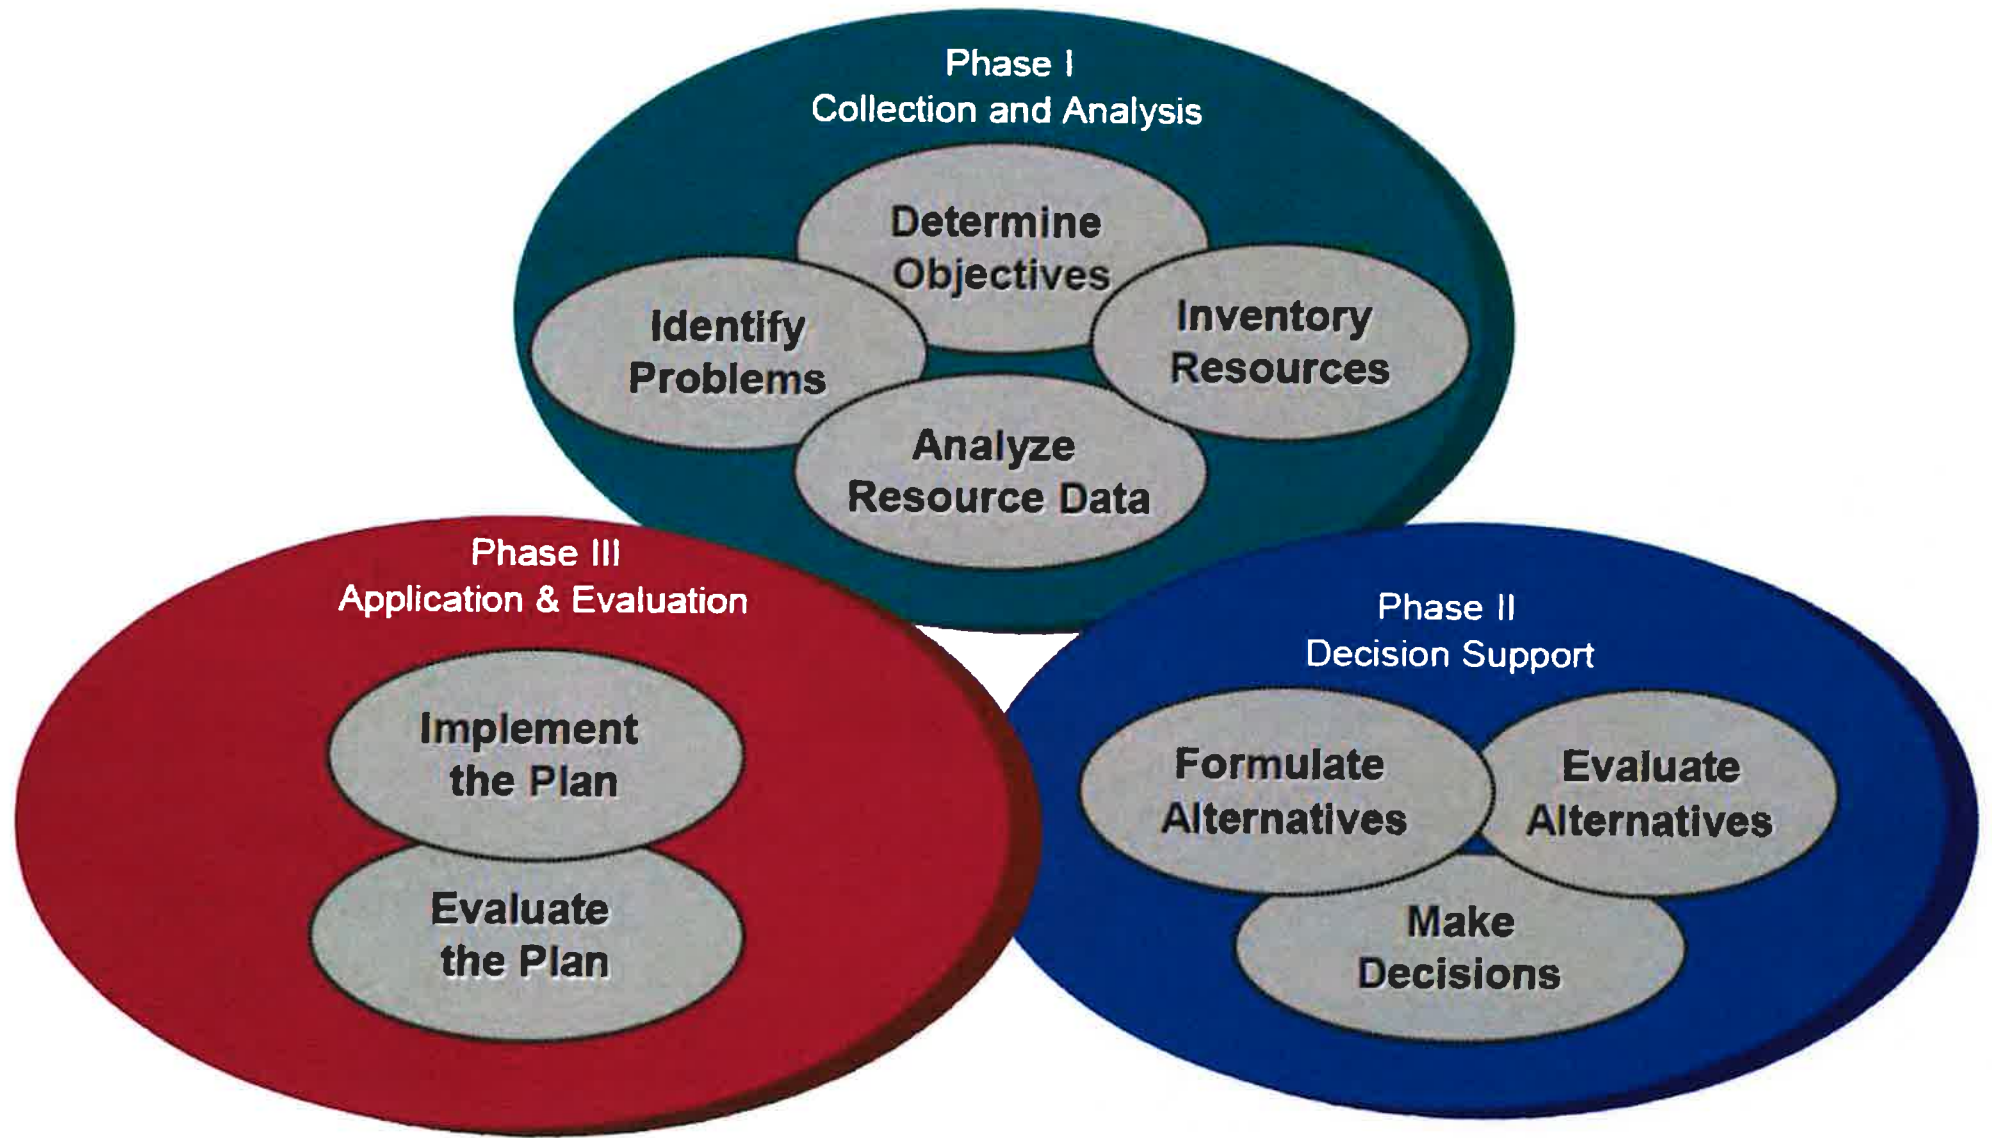 Phase I
Collection and Analysis
Determine
Objectives
Identify
Problems
Inventory
Resources
Analyze
Resource Data
Phase III
Application & Evaluation
Implement
the Plan
Evaluate
the Plan
Phase II
Decision Support
Formulate
Alternatives
Evaluate
Alternatives
Make
Decisions